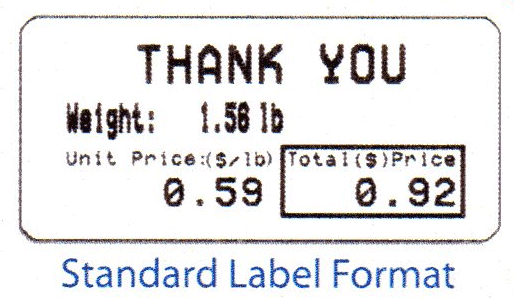 THANK YOU
Weight: 1.56 lb
Unit Price:($/lb) Total($)Price
0.59 0.92
Standard Label Format